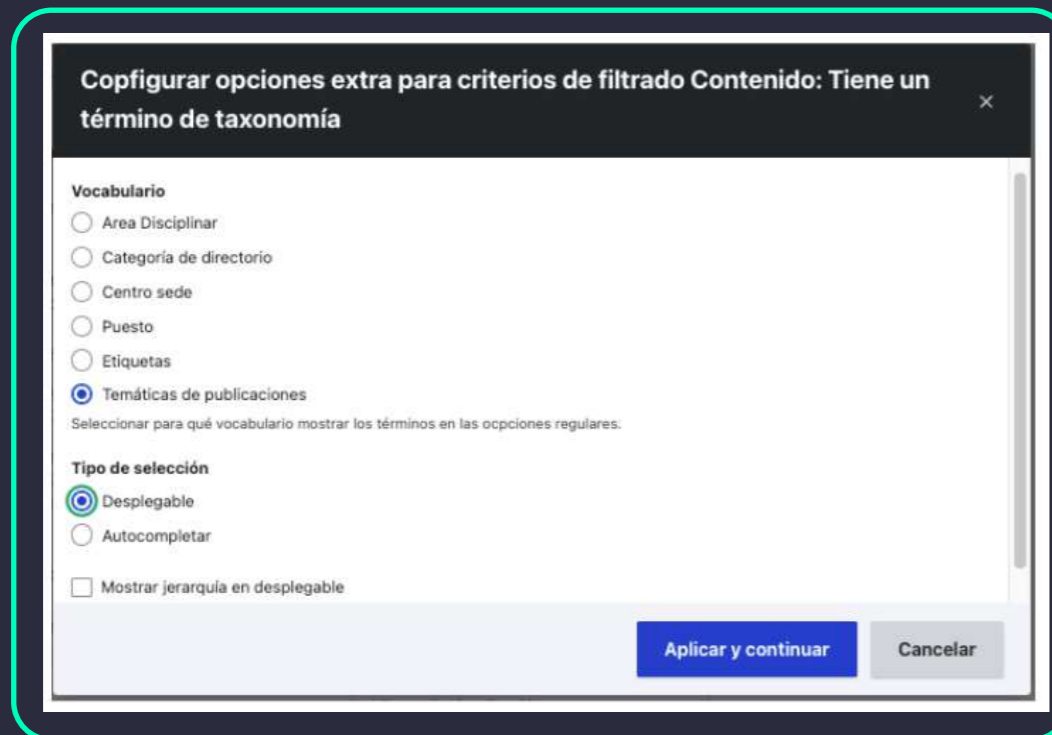 Copfigurar opciones extra para criterios de filtrado Contenido: Tiene un
término de taxonomía
Vocabulario
Area Disciplinar
Categoría de directorio
Centro sede
Puesto
Etiquetas
Temáticas de publicaciones
Seleccionar para qué vocabulario mostrar los términos en las ocpciones regulares.
Tipo de selección
Desplegable
Autocompletar
Mostrar jerarquía en desplegable
Aplicar y continuar
Cancelar